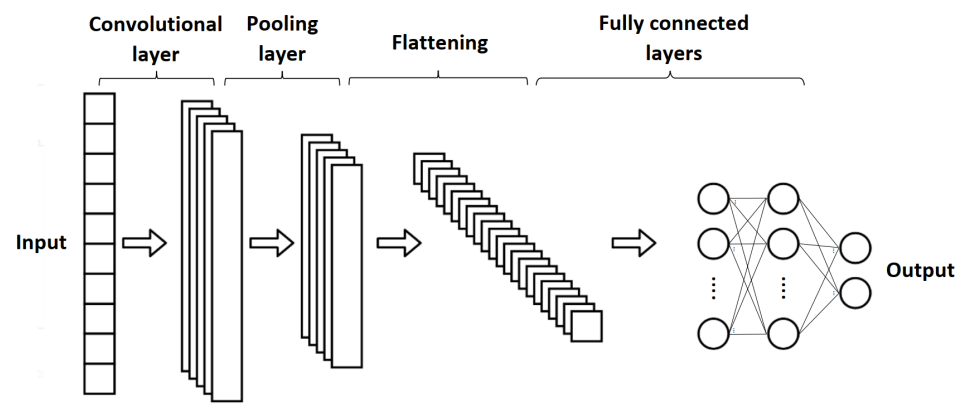 Convolutional
layer
Pooling
layer
Flattening
Fully connected
layers
Input
Output